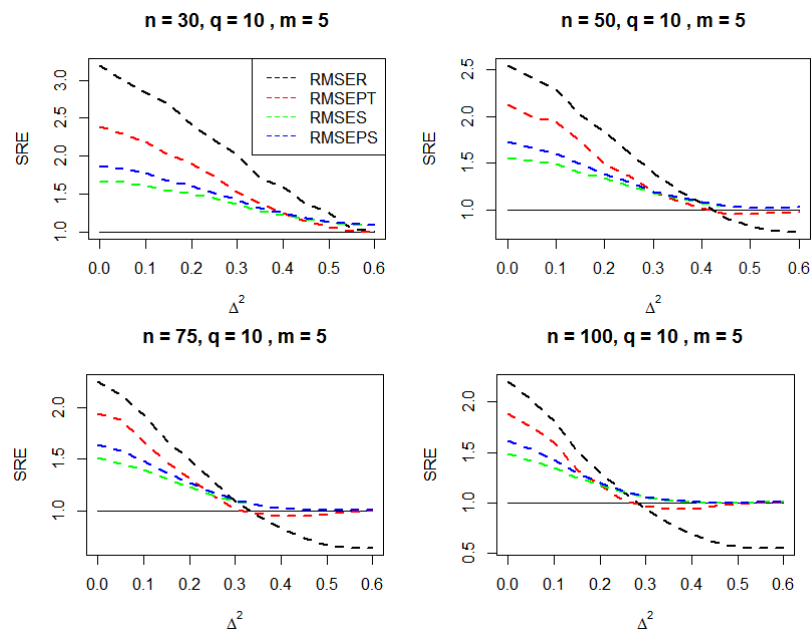 n = 30, q = 10 , m = 5
SRE
3.0
2.5
2.0
1.5
1.0
RMSER
RMSEPT
RMSES
RMSEPS
0.0 0.1 0.2 0.3 0.4 0.5 0.6
Δ²
n = 50, q = 10 , m = 5
SRE
2.5
2.0
1.5
1.0
0.0 0.1 0.2 0.3 0.4 0.5 0.6
Δ²
n = 75, q = 10 , m = 5
SRE
2.0
1.5
1.0
0.0 0.1 0.2 0.3 0.4 0.5 0.6
Δ²
n = 100, q = 10 , m = 5
SRE
2.0
1.5
1.0
0.5
0.0 0.1 0.2 0.3 0.4 0.5 0.6
Δ²